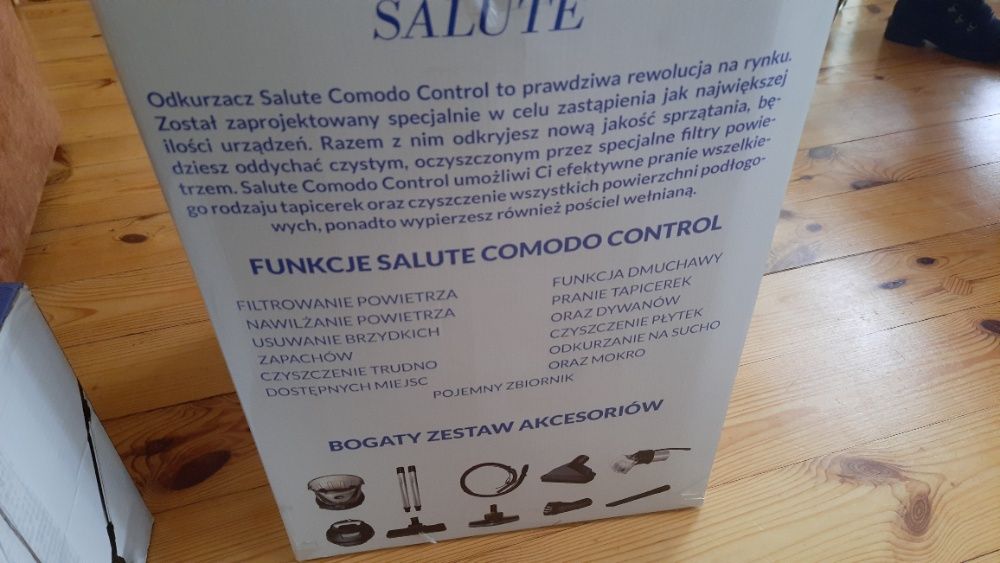 SALUTE
Odkurzacz Salute Comodo Control to prawdziwa rewolucja na rynku.
Został zaprojektowany specjalnie w celu zastąpienia jak największej
ilości urządzeń. Razem z nim odkryjesz nową jakość sprzątania, bę-
dziesz oddychać czystym, oczyszczonym przez specjalne filtry powie-
trzem. Salute Comodo Control umożliwi Ci efektywne pranie wszelkie-
go rodzaju tapicerek oraz czyszczenie wszystkich powierzchni podłogo-
wych, ponadto wypierzesz również pościel wełnianą.
FUNKCJE SALUTE COMODO CONTROL
FILTROWANIE POWIETRZA
NAWILŻANIE POWIETRZA
USUWANIE BRZYDKICH
ZAPACHÓW
CZYSZCZENIE TRUDNO
DOSTĘPNYCH MIEJSC
FUNKCJA DMUCHAWY
PRANIE TAPICEREK
ORAZ DYWANÓW
CZYSZCZENIE PŁYTEK
ODKURZANIE NA SUCHO
ORAZ MOKRO
POJEMNY ZBIORNIK
BOGATY ZESTAW AKCESORIÓW